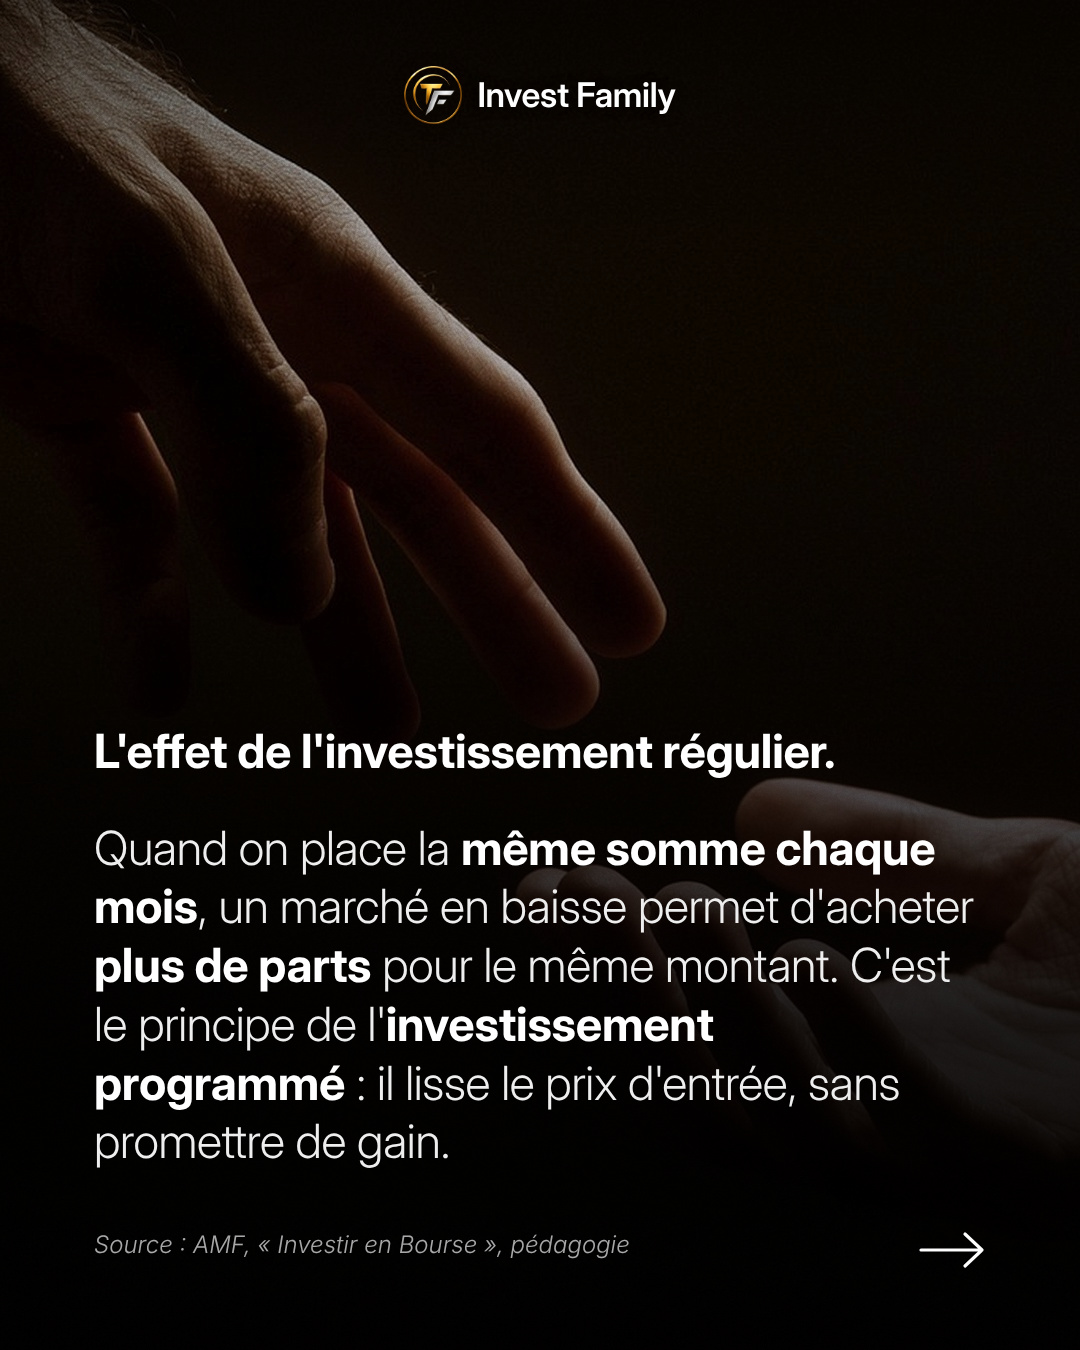 TF Invest Family
L'effet de l'investissement régulier.
Quand on place la même somme chaque
mois, un marché en baisse permet d'acheter
plus de parts pour le même montant. C'est
le principe de l'investissement
programmé : il lisse le prix d'entrée, sans
promettre de gain.
Source : AMF, « Investir en Bourse », pédagogie